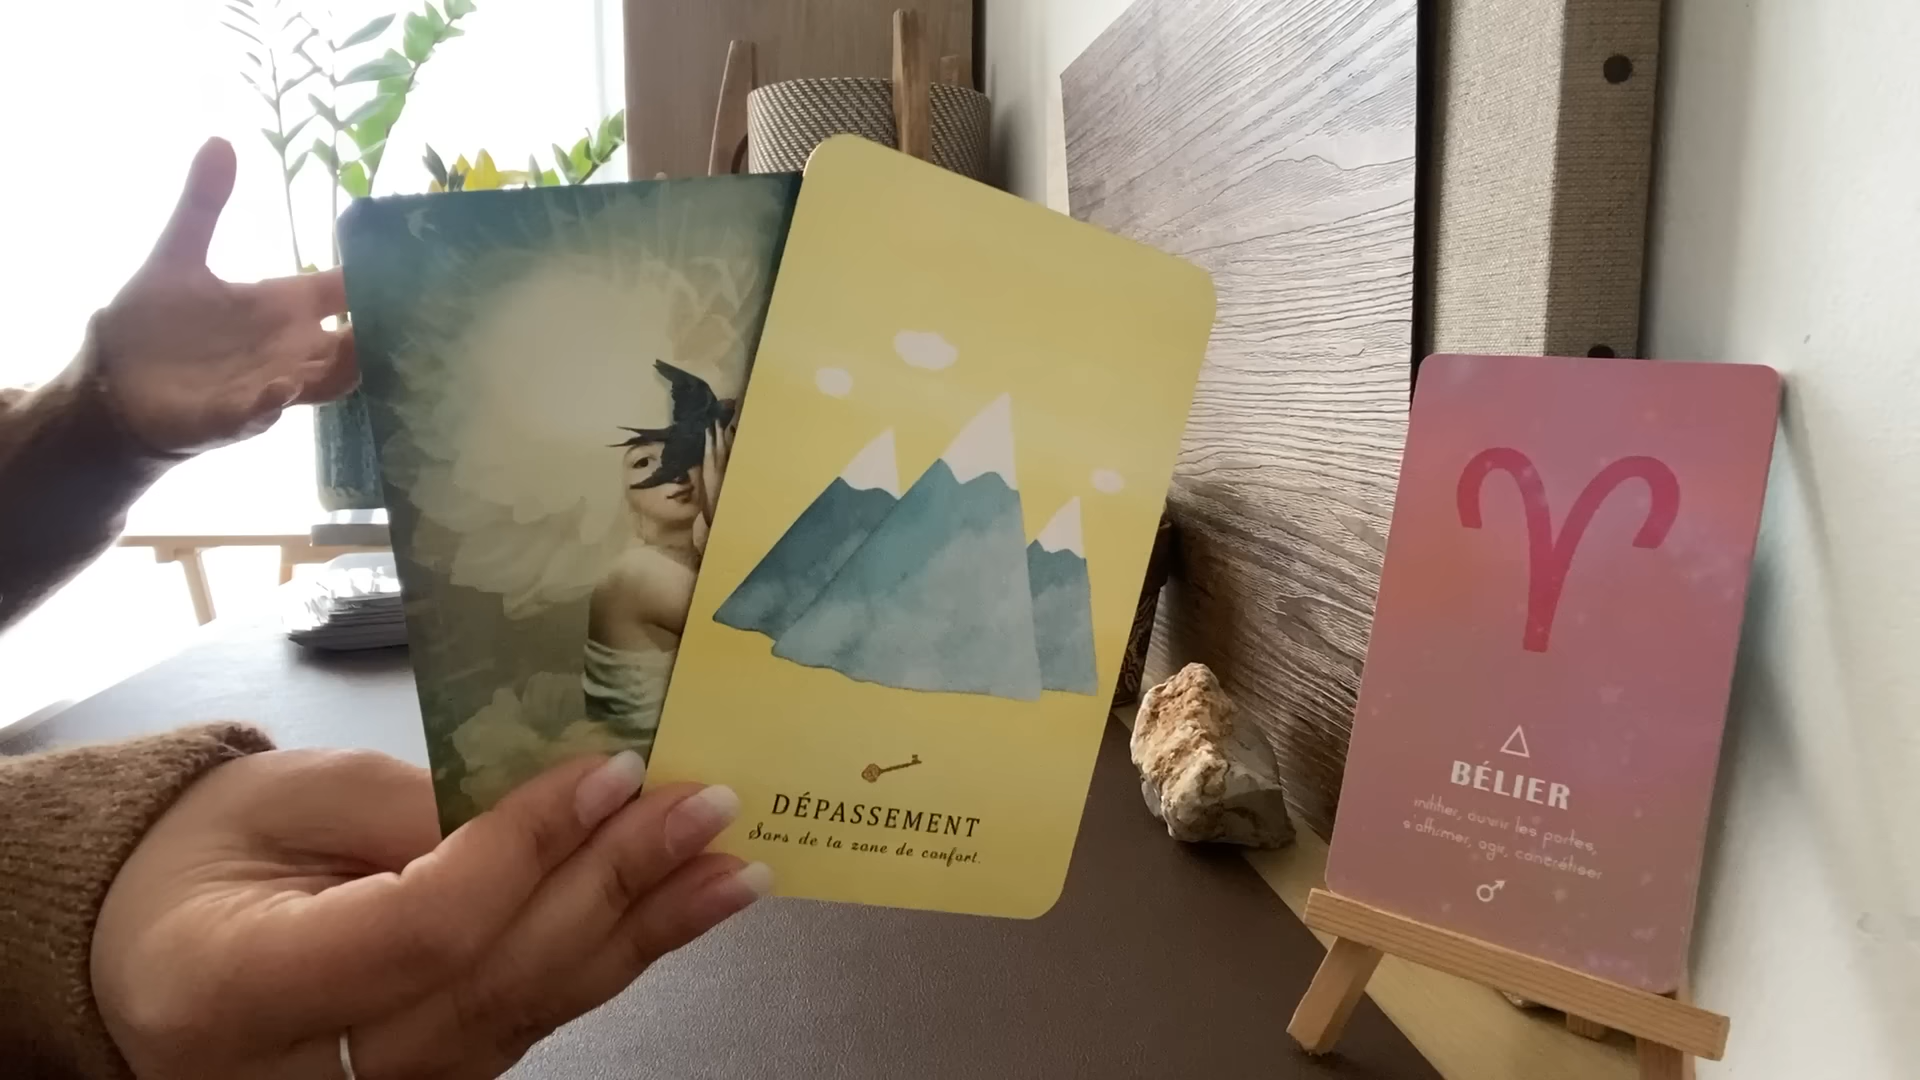 DÉPASSEMENT
Sors de ta zone de confort.
BÉLIER
initier, ouvrir les portes,
s'affirmer, agir, concrétiser